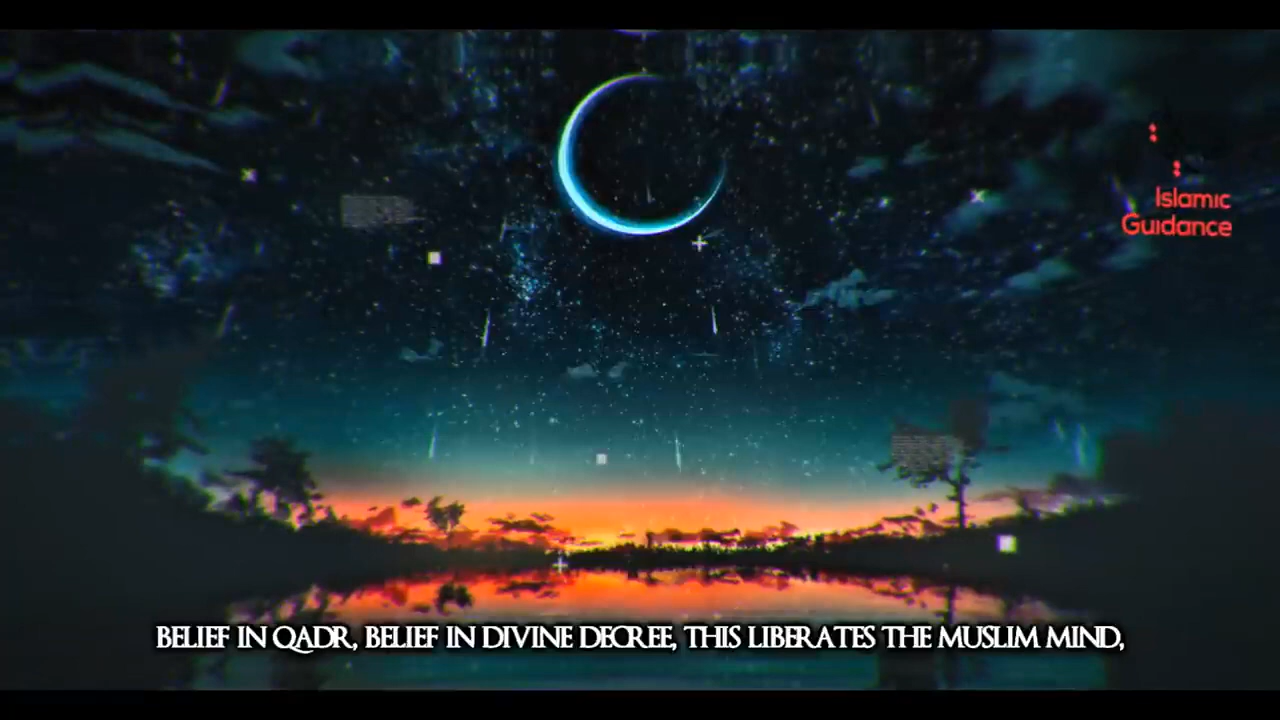 Islamic
Guidance
BELIEF IN QADR, BELIEF IN DIVINE DECREE, THIS LIBERATES THE MUSLIM MIND,